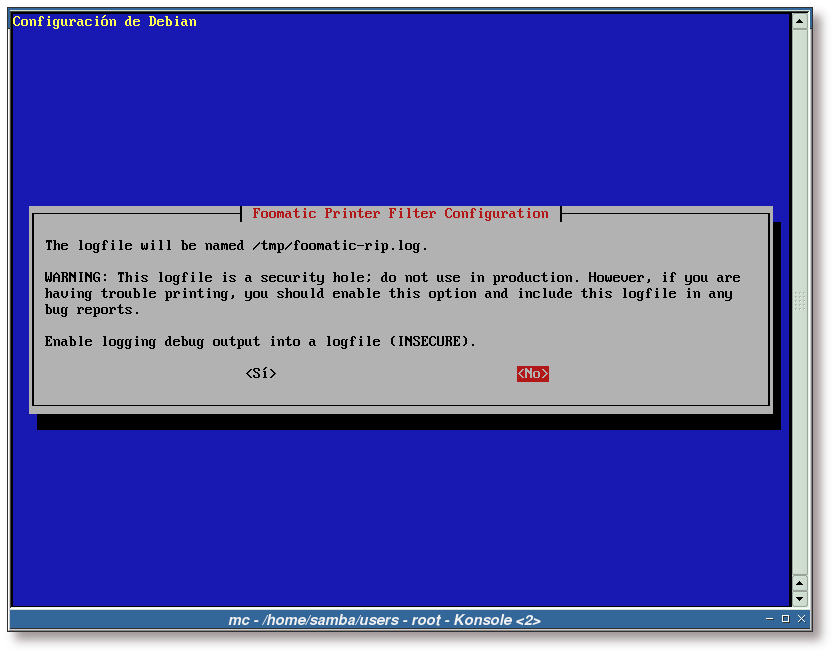 Configuración de Debian
Foomatic Printer Filter Configuration
The logfile will be named /tmp/foomatic-rip.log.
WARNING: This logfile is a security hole; do not use in production. However, if you are
having trouble printing, you should enable this option and include this logfile in any
bug reports.
Enable logging debug output into a logfile (INSECURE).
<Sí> <No>
mc - /home/samba/users - root - Konsole <2>